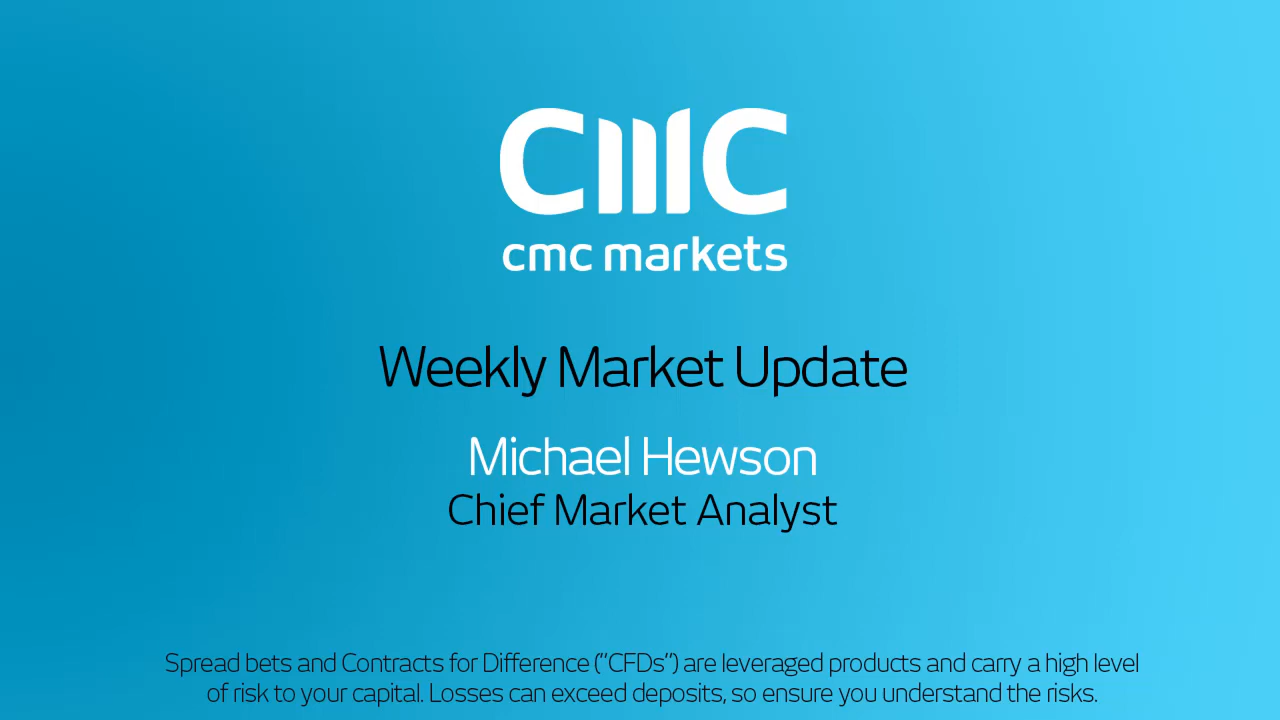 CMC
cmc markets
Weekly Market Update
Michael Hewson
Chief Market Analyst
Spread bets and Contracts for Difference (”CFDs”) are leveraged products and carry a high level
of risk to your capital. Losses can exceed deposits, so ensure you understand the risks.